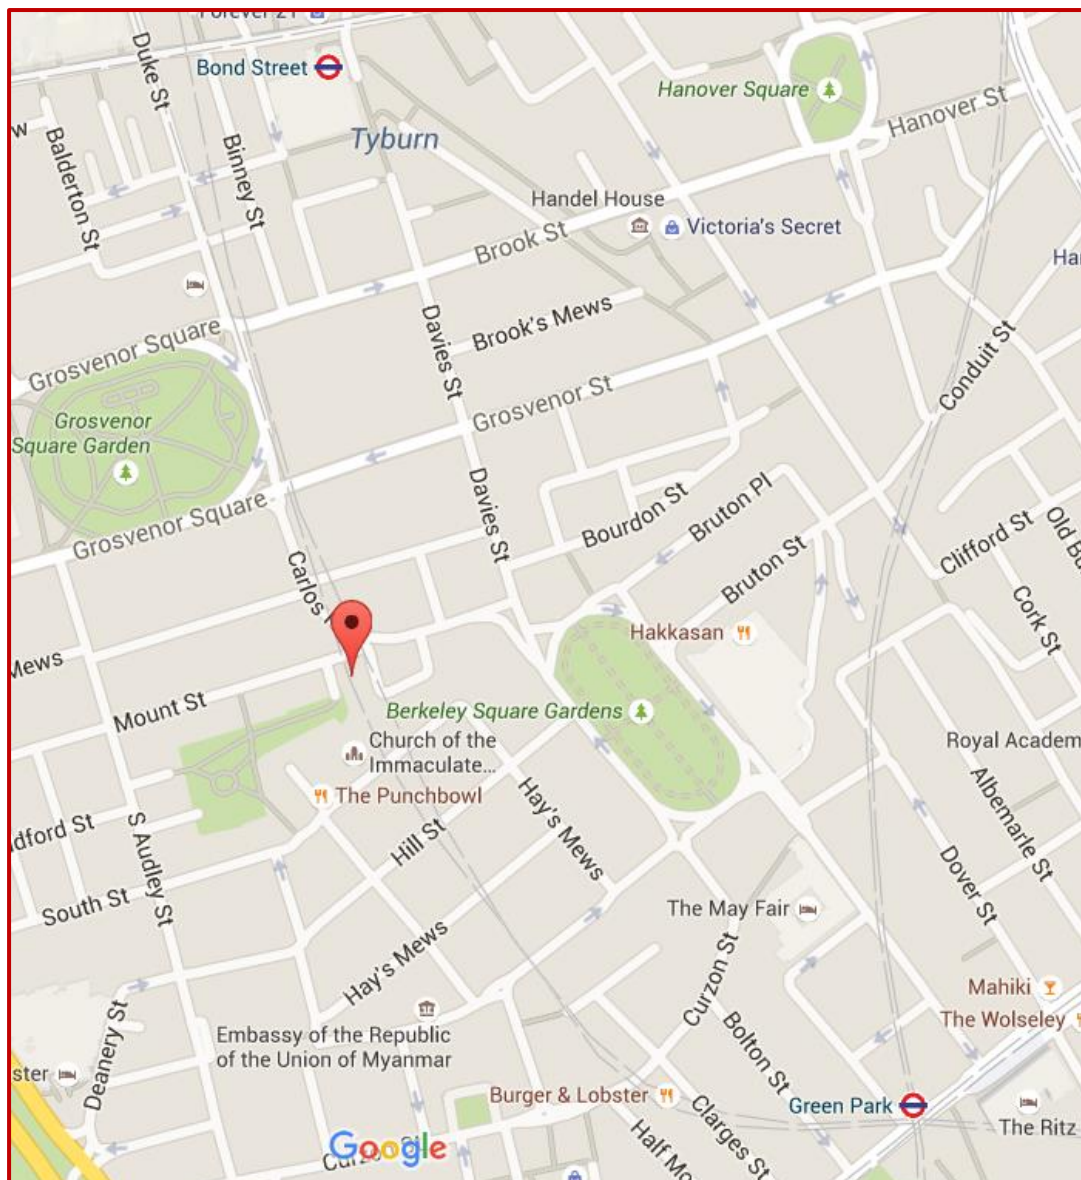 Forever 21
Duke St
Bond Street
Hanover Square
Hanover St
Tyburn
Balderton St
Binney St
Handel House
Victoria's Secret
Brook St
Brook's Mews
Davies St
Grosvenor Square
Conduit St
Grosvenor St
Grosvenor
Square Garden
Davies St
Grosvenor Square
Bourdon St
Bruton Pl
Bruton St
Clifford St
Carlos
Cork St
Hakkasan
Mews
Mount St
Berkeley Square Gardens
Church of the
Immaculate...
The Punchbowl
Royal Academ
Albemarle St
Hay's Mews
Hill St
dford St
S Audley St
South St
Dover St
The May Fair
Hay's Mews
Curzon St
Mahiki
The Wolseley
Embassy of the Republic
of the Union of Myanmar
Bolton St
Deanery St
ster
Burger & Lobster
Green Park
Clarges St
The Ritz
Google
Half Mo